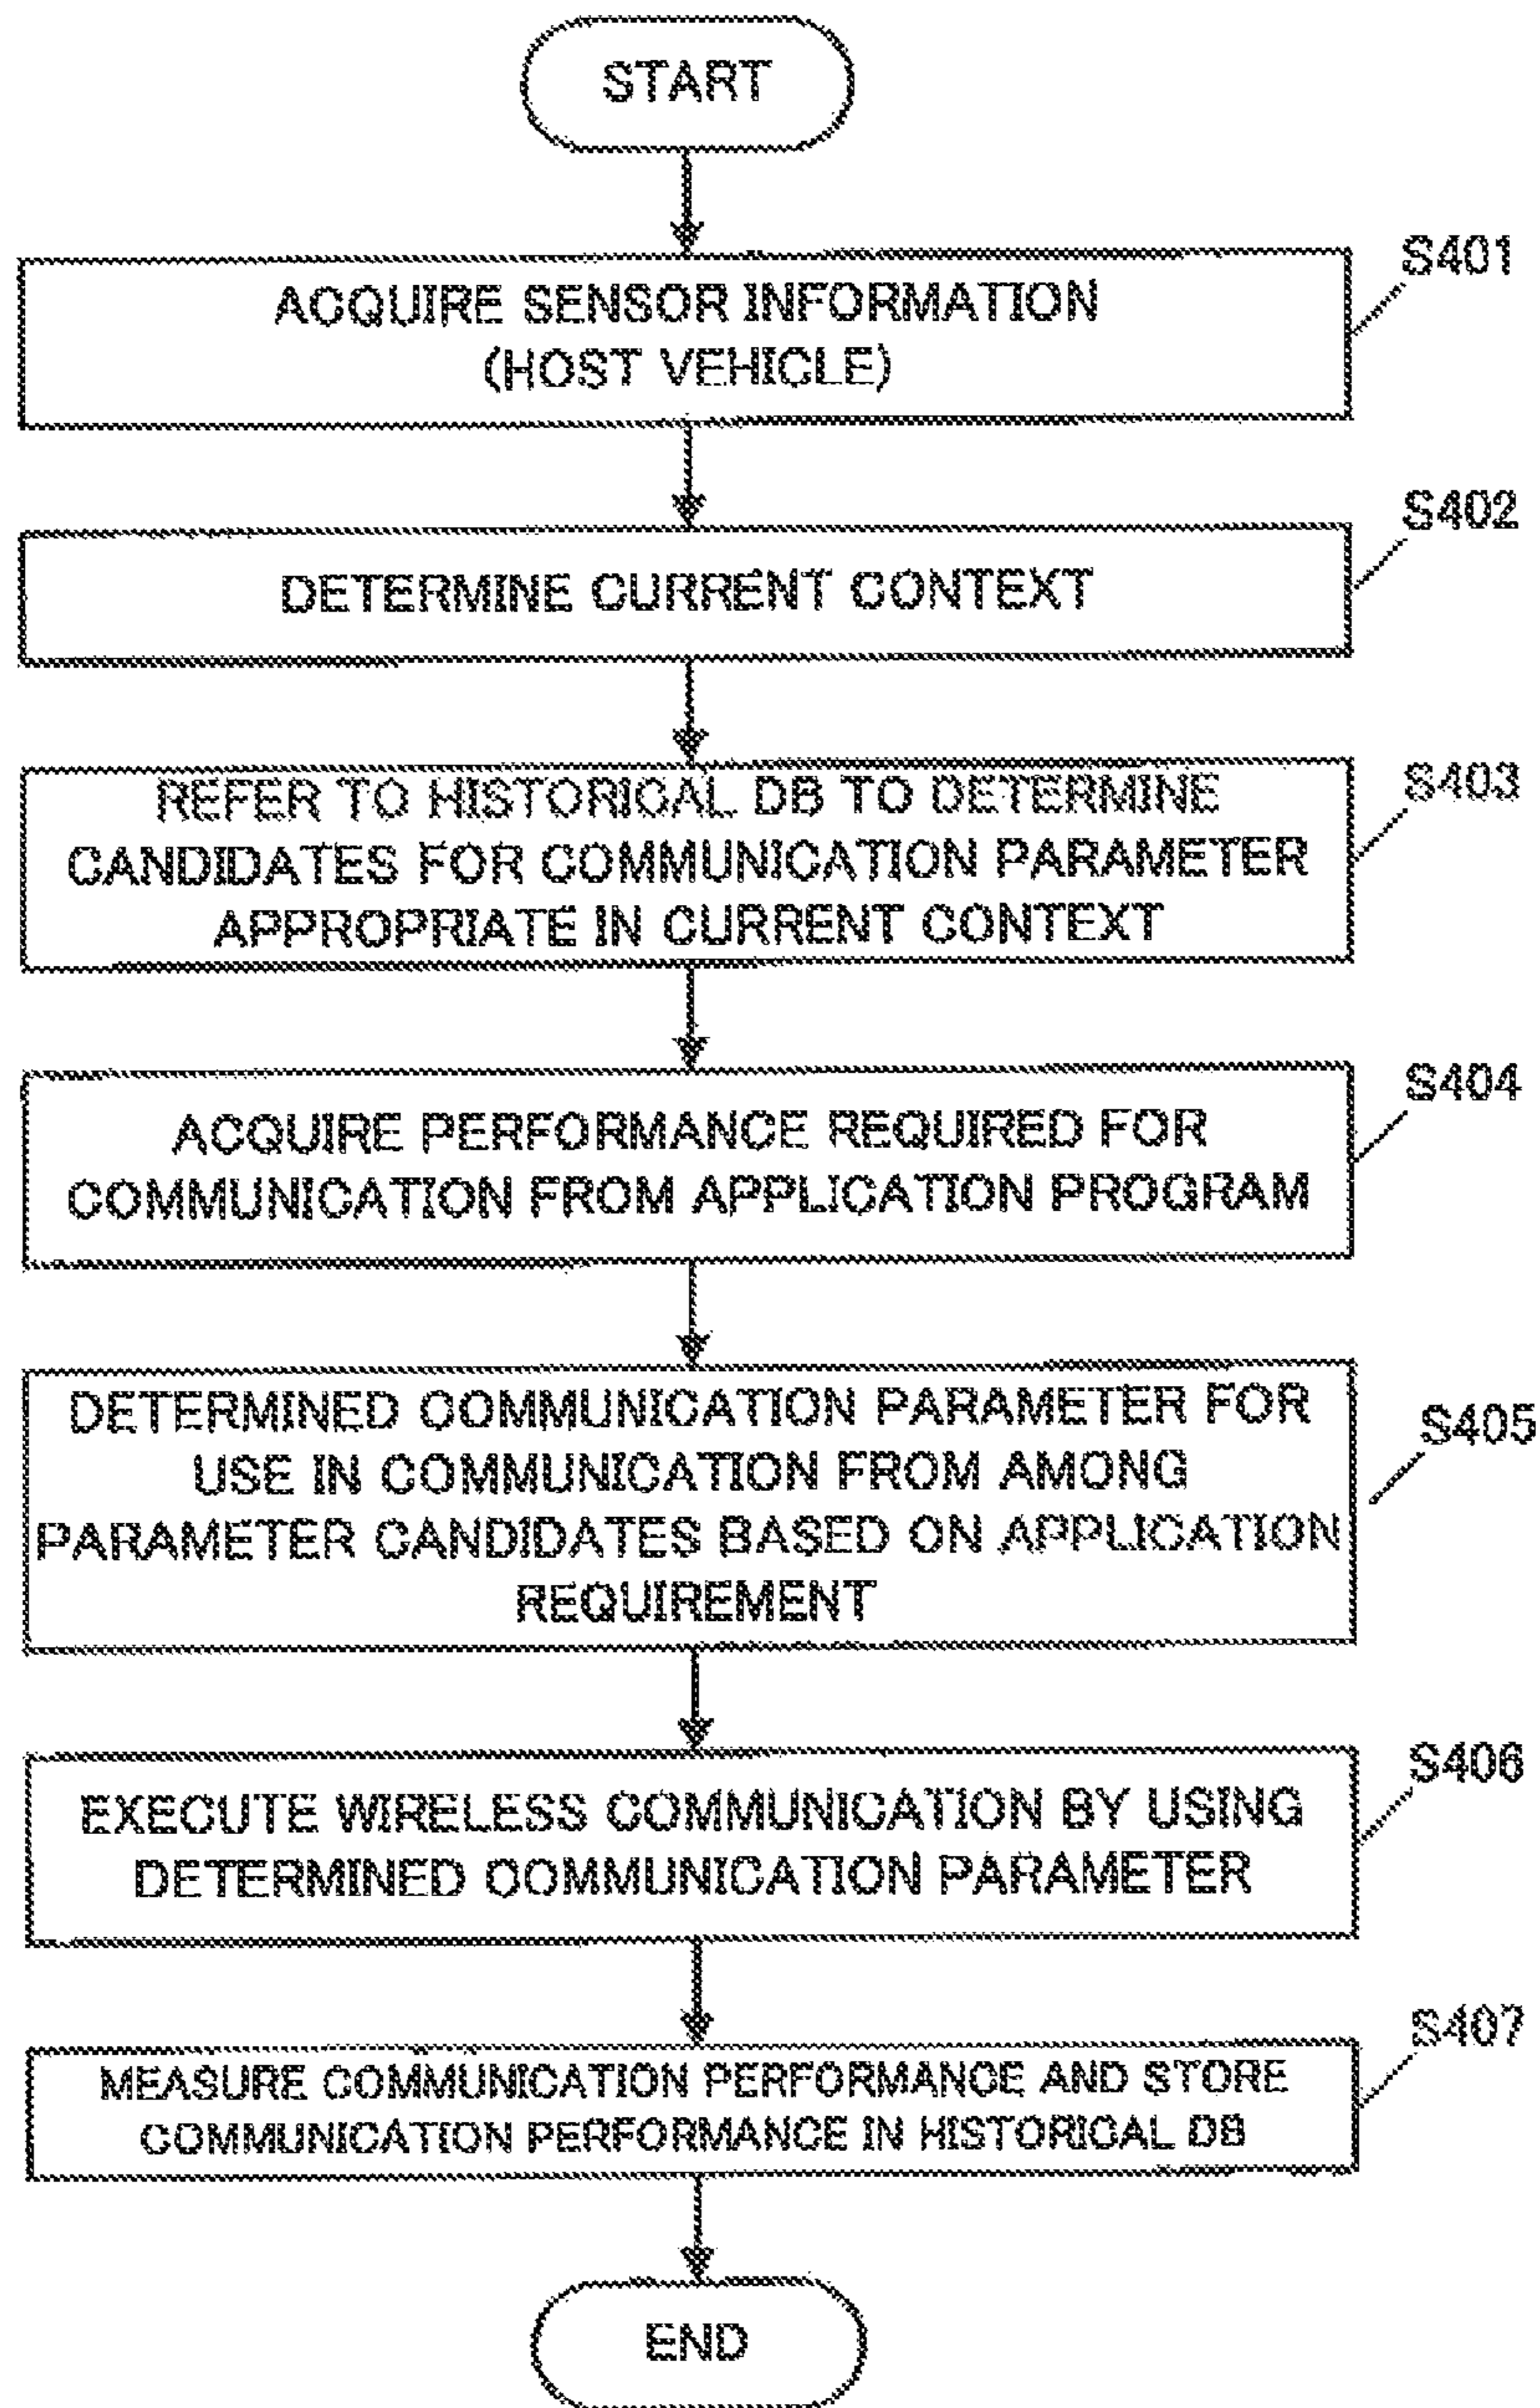 START
S401
ACQUIRE SENSOR INFORMATION
(HOST VEHICLE)
S402
DETERMINE CURRENT CONTEXT
S403
REFER TO HISTORICAL DB TO DETERMINE
CANDIDATES FOR COMMUNICATION PARAMETER
APPROPRIATE IN CURRENT CONTEXT
S404
ACQUIRE PERFORMANCE REQUIRED FOR
COMMUNICATION FROM APPLICATION PROGRAM
S405
DETERMINED COMMUNICATION PARAMETER FOR
USE IN COMMUNICATION FROM AMONG
PARAMETER CANDIDATES BASED ON APPLICATION
REQUIREMENT
S406
EXECUTE WIRELESS COMMUNICATION BY USING
DETERMINED COMMUNICATION PARAMETER
S407
MEASURE COMMUNICATION PERFORMANCE AND STORE
COMMUNICATION PERFORMANCE IN HISTORICAL DB
END